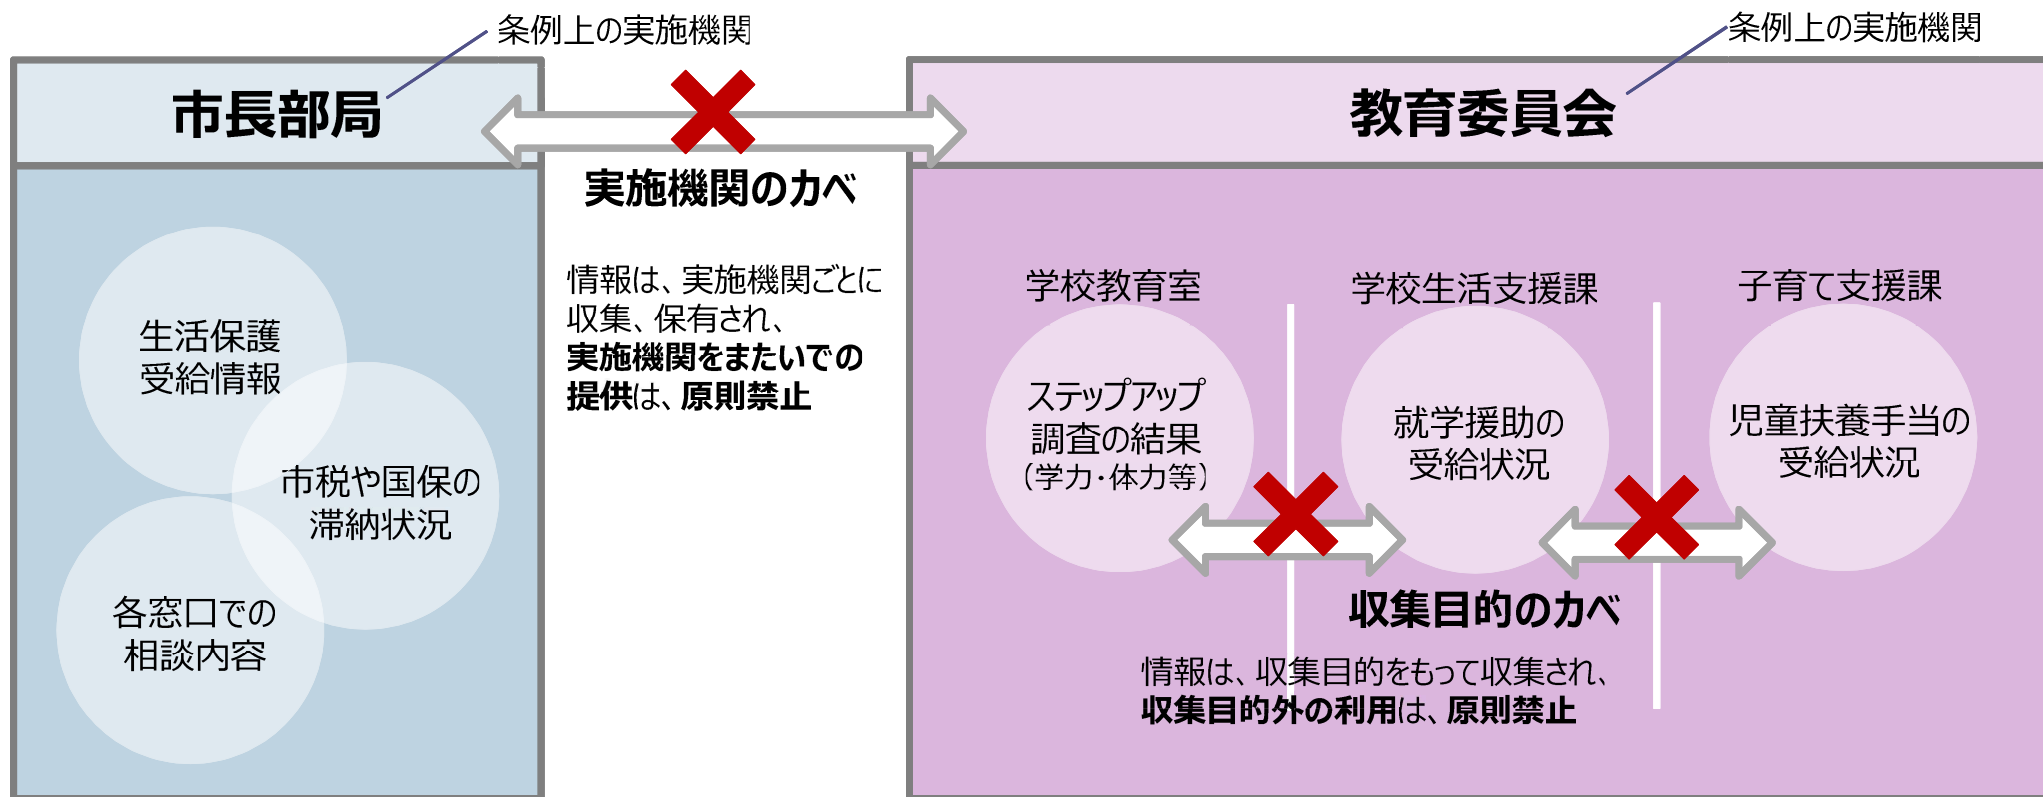 条例上の実施機関
条例上の実施機関
市長部局
教育委員会
実施機関のカベ
情報は、実施機関ごとに
収集、保有され、
実施機関をまたいでの
提供は、原則禁止
生活保護
受給情報
市税や国保の
滞納状況
各窓口での
相談内容
学校教育室
学校生活支援課
子育て支援課
ステップアップ
調査の結果
（学力・体力等）
就学援助の
受給状況
児童扶養手当の
受給状況
収集目的のカベ
情報は、収集目的をもって収集され、
収集目的外の利用は、原則禁止